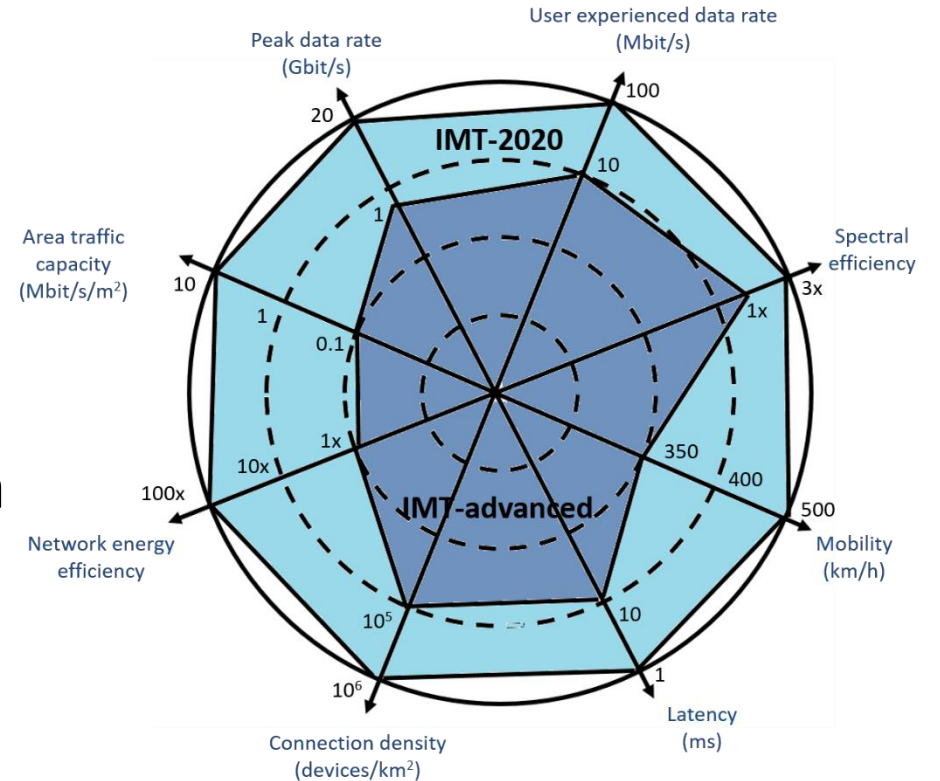 User experienced data rate
(Mbit/s)
Peak data rate
(Gbit/s)
100
20
IMT-2020
10
1
Area traffic
capacity
(Mbit/s/m²)
Spectral
efficiency
10
3x
1
1x
0.1
1x
350
10x
400
100x
500
IMT-advanced
Network energy
efficiency
Mobility
(km/h)
10⁵
10
10⁶
1
Latency
(ms)
Connection density
(devices/km²)